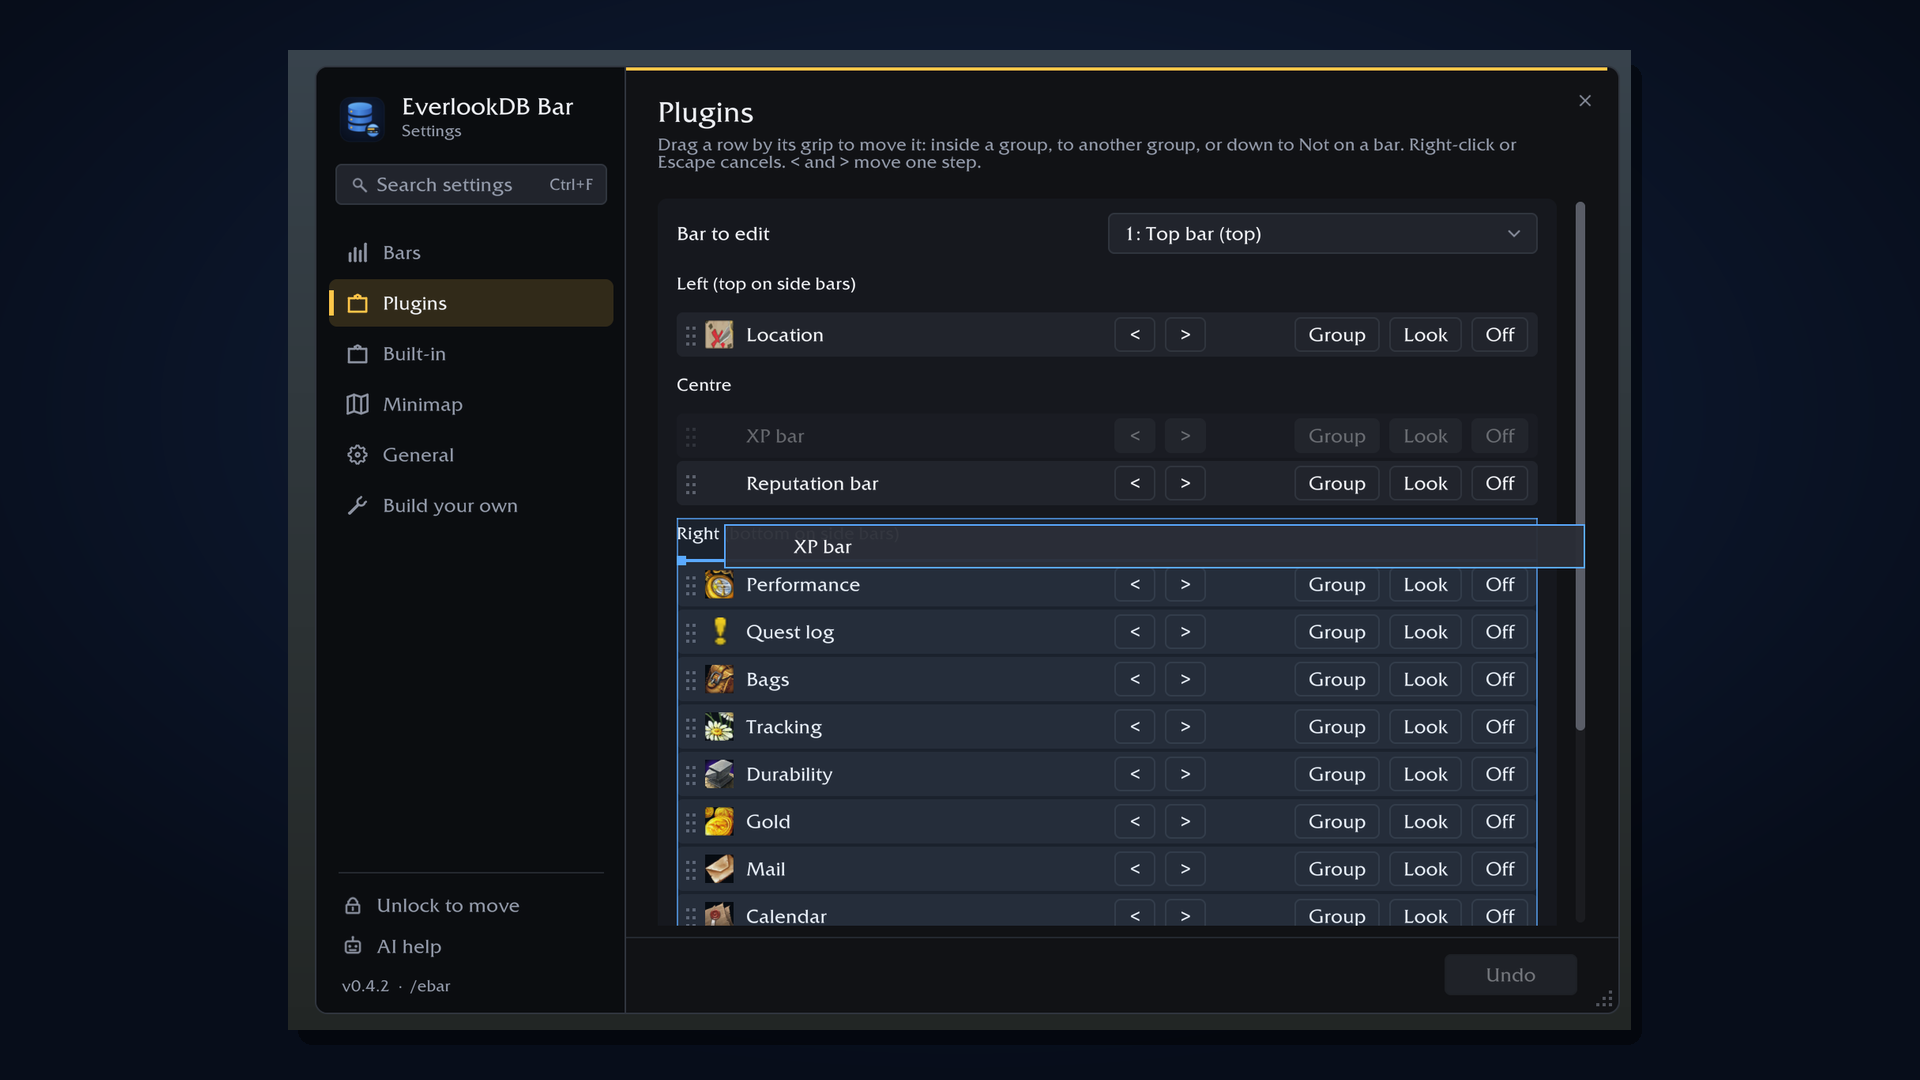 EverlookDB Bar
Settings
Search settings Ctrl+F
Bars
Plugins
Built-in
Minimap
General
Build your own
Unlock to move
AI help
v0.4.2 · /ebar
Plugins
Drag a row by its grip to move it: inside a group, to another group, or down to Not on a bar. Right-click or
Escape cancels. < and > move one step.
Bar to edit 1: Top bar (top)
Left (top on side bars)
Location < > Group Look Off
Centre
XP bar < > Group Look Off
Reputation bar < > Group Look Off
Right (bottom on side bars)
XP bar
Performance < > Group Look Off
Quest log < > Group Look Off
Bags < > Group Look Off
Tracking < > Group Look Off
Durability < > Group Look Off
Gold < > Group Look Off
Mail < > Group Look Off
Calendar < > Group Look Off
Undo